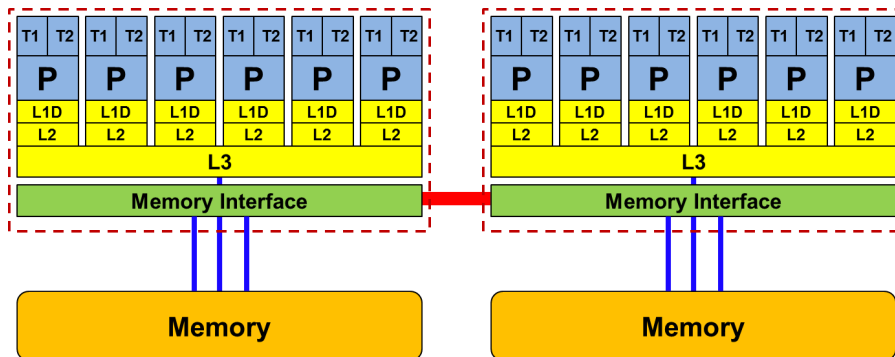 T1 T2 T1 T2 T1 T2 T1 T2 T1 T2 T1 T2 T1 T2 T1 T2 T1 T2 T1 T2 T1 T2 T1 T2
P P P P P P P P P P P P
L1D L1D L1D L1D L1D L1D L1D L1D L1D L1D L1D L1D
L2 L2 L2 L2 L2 L2 L2 L2 L2 L2 L2 L2
L3 L3
Memory Interface Memory Interface
Memory Memory